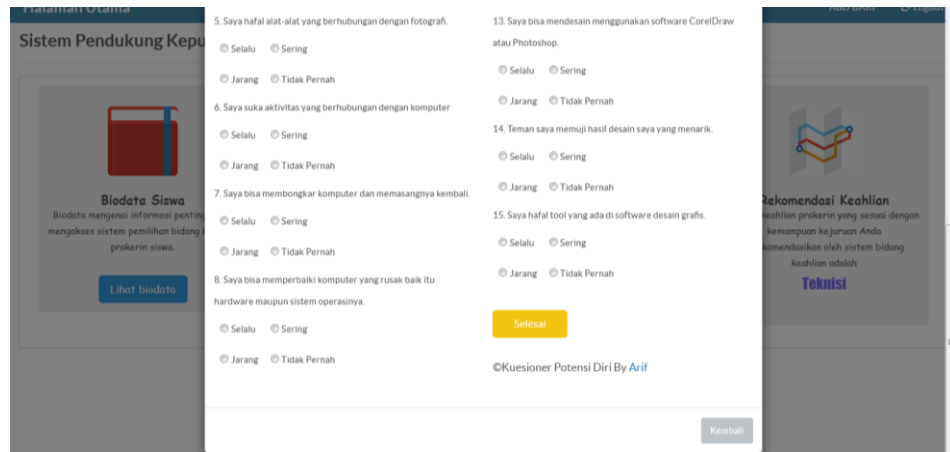 Halaman Utama
Logout
Sistem Pendukung Kepu
Biodata Siswa
Biodata mengenai informasi penting
mengakses sistem pemilihan bidang
prakerin siswa.
Lihat biodata
5. Saya hafal alat-alat yang berhubungan dengan fotografi.
Selalu Sering
Jarang Tidak Pernah
6. Saya suka aktivitas yang berhubungan dengan komputer
Selalu Sering
Jarang Tidak Pernah
7. Saya bisa membongkar komputer dan memasangnya kembali.
Selalu Sering
Jarang Tidak Pernah
8. Saya bisa memperbaiki komputer yang rusak baik itu
hardware maupun sistem operasinya.
Selalu Sering
Jarang Tidak Pernah
13. Saya bisa mendesain menggunakan software CorelDraw
atau Photoshop.
Selalu Sering
Jarang Tidak Pernah
14. Teman saya memuji hasil desain saya yang menarik.
Selalu Sering
Jarang Tidak Pernah
15. Saya hafal tool yang ada di software desain grafis.
Selalu Sering
Jarang Tidak Pernah
Selesai
©Kuesioner Potensi Diri By Arif
Kembali
Rekomendasi Keahlian
keahlian prakerin yang sesuai dengan
kemampuan kejuruan Anda
komendasikan oleh sistem bidang
keahlian adalah
Teknisi